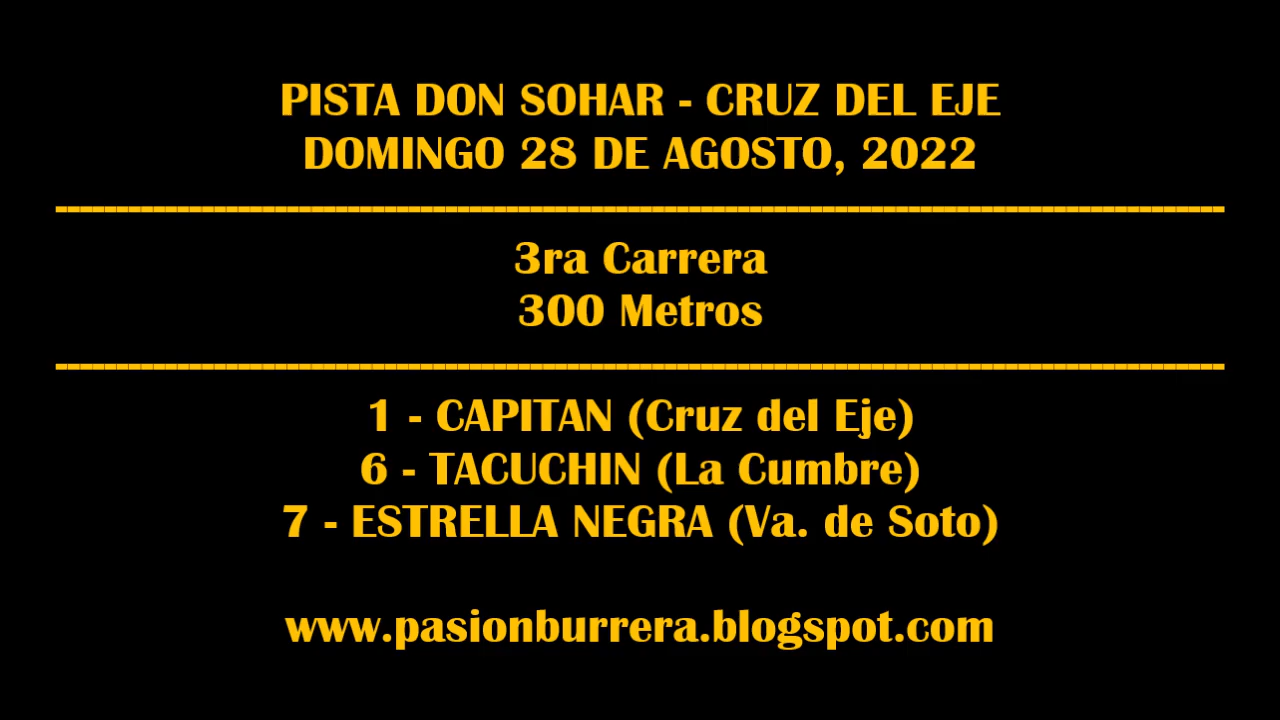 PISTA DON SOHAR - CRUZ DEL EJE
DOMINGO 28 DE AGOSTO, 2022
3ra Carrera
300 Metros
1 - CAPITAN (Cruz del Eje)
6 - TACUCHIN (La Cumbre)
7 - ESTRELLA NEGRA (Va. de Soto)
www.pasionburrera.blogspot.com